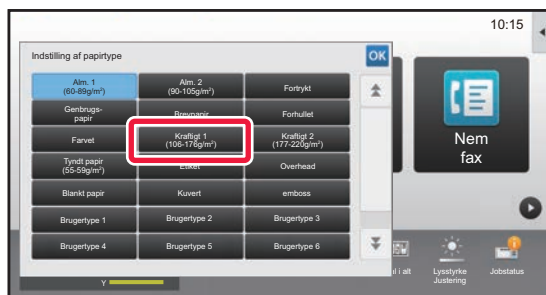 10:15
Indstilling af papirtype
OK
Alm. 1
(60-89g/m²)
Alm. 2
(90-105g/m²)
Fortrykt
Genbrugs-
papir
Brevpapir
Forhullet
Farvet
Kraftigt 1
(106-176g/m²)
Kraftigt 2
(177-220g/m²)
Tyndt papir
(55-59g/m²)
Etiket
Overhead
Blankt papir
Kuvert
emboss
Brugertype 1
Brugertype 2
Brugertype 3
Brugertype 4
Brugertype 5
Brugertype 6
Nem
fax
i alt
Lysstyrke
Justering
Jobstatus
Y